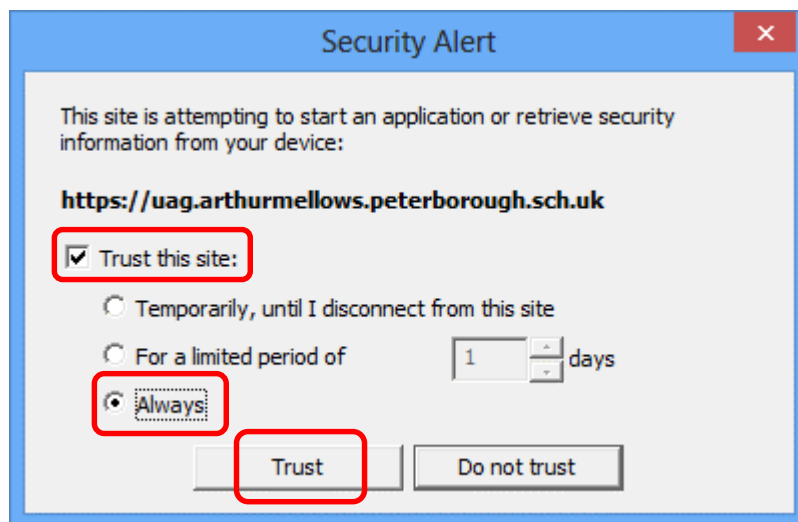 Security Alert
This site is attempting to start an application or retrieve security
information from your device:
https://uag.arthurmellows.peterborough.sch.uk
Trust this site:
Temporarily, until I disconnect from this site
For a limited period of 1 days
Always
Trust Do not trust